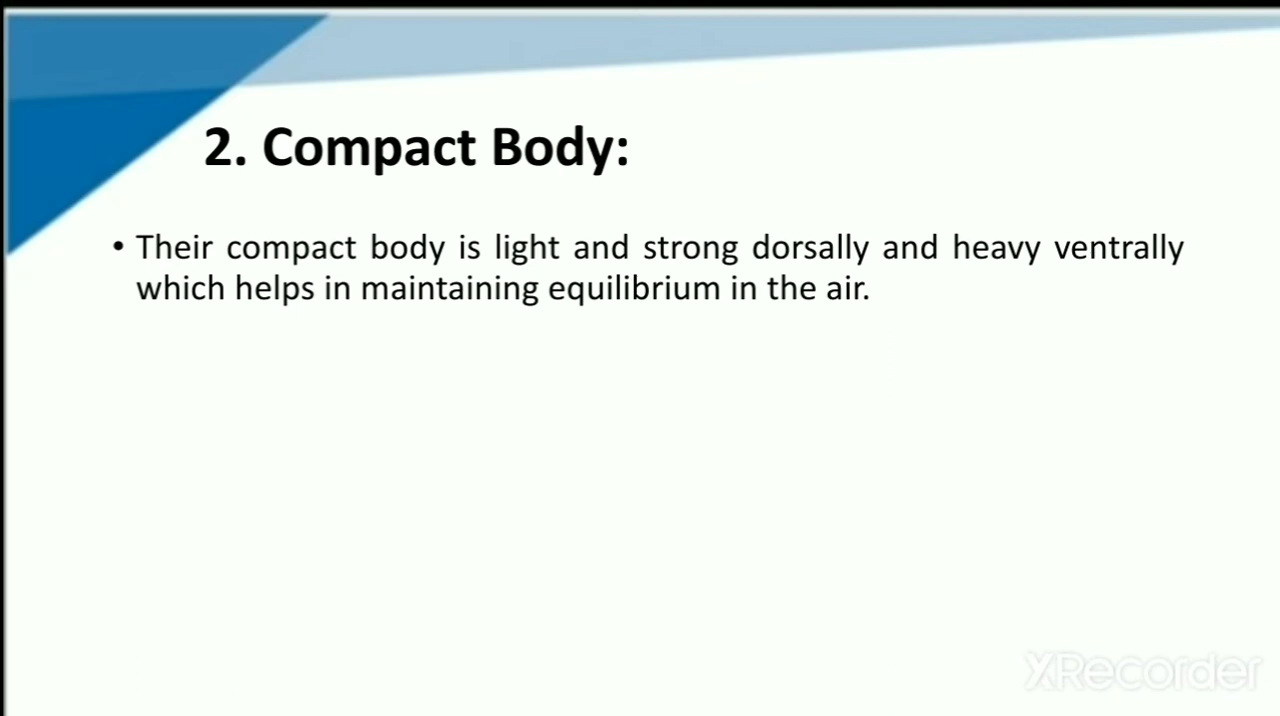 2. Compact Body:
• Their compact body is light and strong dorsally and heavy ventrally
which helps in maintaining equilibrium in the air.
XRecorder